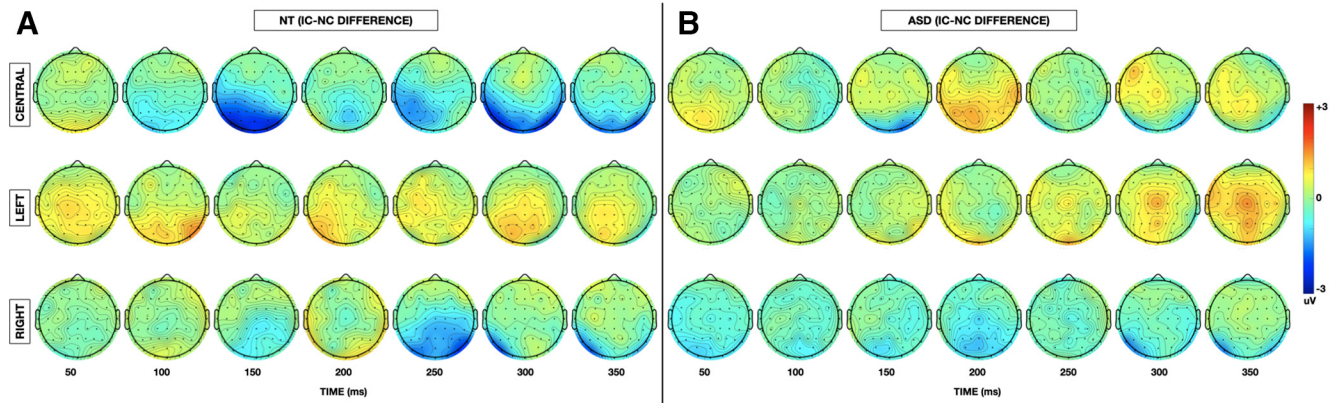 A
NT (IC-NC DIFFERENCE)
B
ASD (IC-NC DIFFERENCE)
CENTRAL
LEFT
RIGHT
+3
0
-3
uV
50 100 150 200 250 300 350
TIME (ms)
50 100 150 200 250 300 350
TIME (ms)